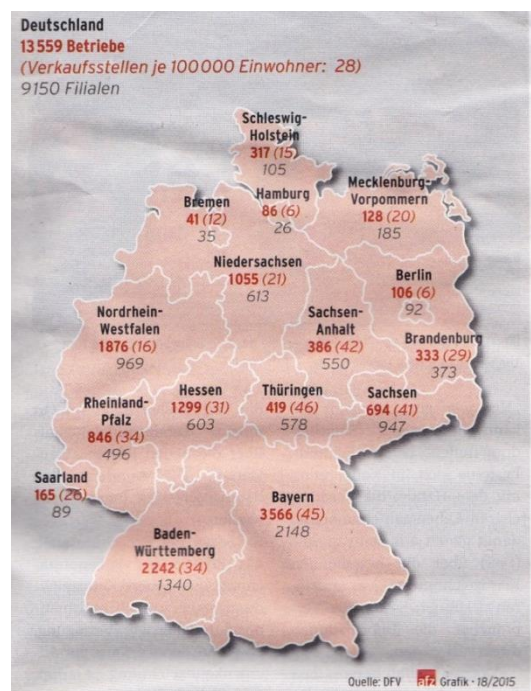 Deutschland
13559 Betriebe
(Verkaufsstellen je 100000 Einwohner: 28)
9150 Filialen
Schleswig-
Holstein
317 (15)
105
Hamburg
86 (6)
26
Mecklenburg-
Vorpommern
128 (20)
185
Bremen
41 (12)
35
Niedersachsen
1055 (21)
613
Berlin
106 (6)
92
Nordrhein-
Westfalen
1876 (16)
969
Sachsen-
Anhalt
386 (42)
550
Brandenburg
333 (29)
373
Rheinland-
Pfalz
846 (34)
496
Hessen
1299 (31)
603
Thüringen
419 (46)
578
Sachsen
694 (41)
947
Saarland
165 (26)
89
Bayern
3566 (45)
2148
Baden-
Württemberg
2242 (34)
1340
Quelle: DFV afz Grafik · 18/2015